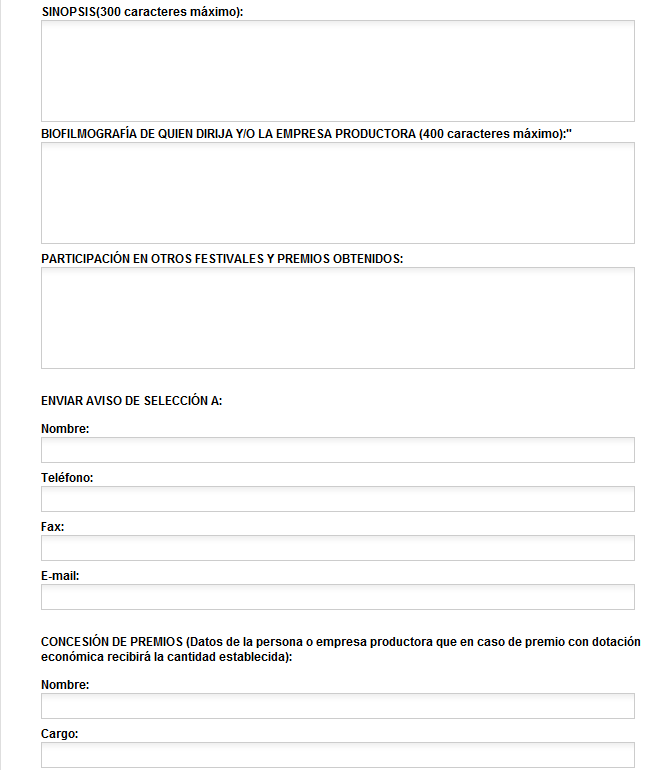 SINOPSIS(300 caracteres máximo):
BIOFILMOGRAFÍA DE QUIEN DIRIJA Y/O LA EMPRESA PRODUCTORA (400 caracteres máximo):"
PARTICIPACIÓN EN OTROS FESTIVALES Y PREMIOS OBTENIDOS:
ENVIAR AVISO DE SELECCIÓN A:
Nombre:
Teléfono:
Fax:
E-mail:
CONCESIÓN DE PREMIOS (Datos de la persona o empresa productora que en caso de premio con dotación
económica recibirá la cantidad establecida):
Nombre:
Cargo: